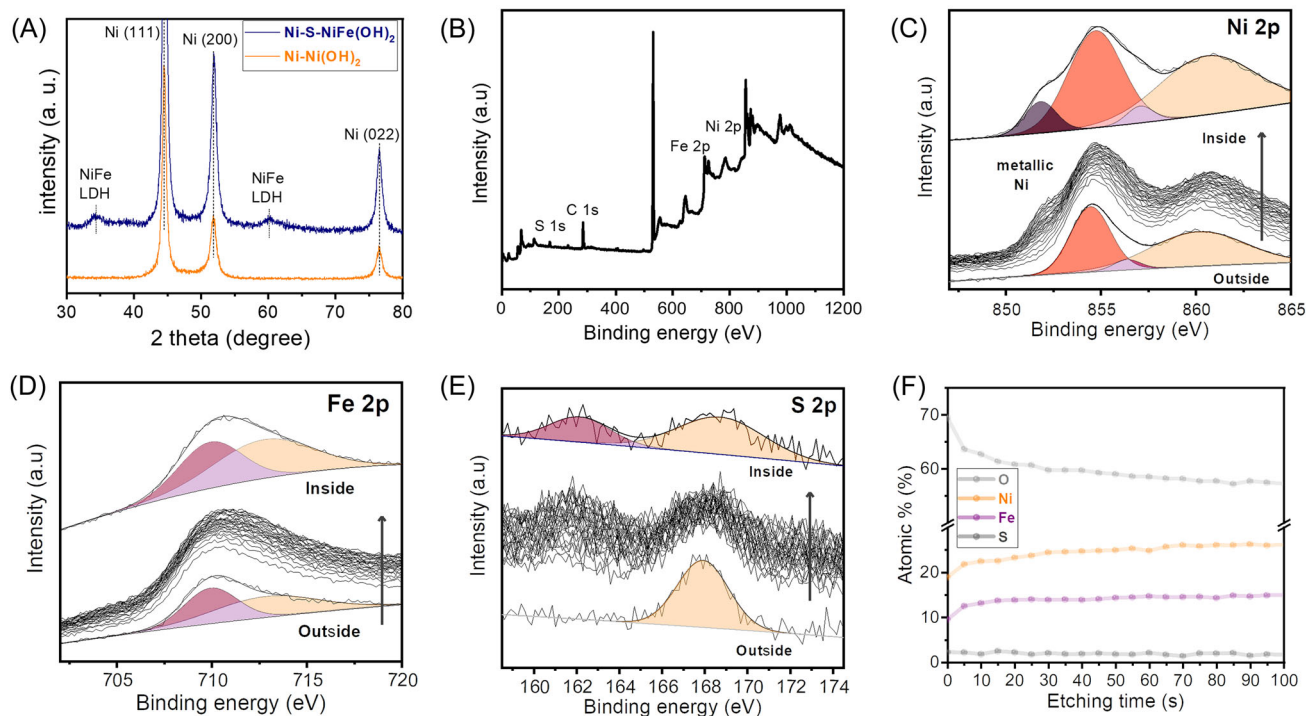 (A)
Ni (111)
Ni (200)
Ni-S-NiFe(OH)2
Ni-Ni(OH)2
Ni (022)
NiFe
LDH
NiFe
LDH
intensity (a. u.)
30 40 50 60 70 80
2 theta (degree)
(B)
Intensity (a.u)
S 1s
C 1s
Fe 2p
Ni 2p
0 200 400 600 800 1000 1200
Binding energy (eV)
(C)
Ni 2p
Intensity (a.u)
Inside
metallic
Ni
Outside
850 855 860 865
Binding energy (eV)
(D)
Fe 2p
Intensity (a.u)
Inside
Outside
705 710 715 720
Binding energy (eV)
(E)
S 2p
Intensity (a.u)
Inside
Outside
160 162 164 166 168 170 172 174
Binding energy (eV)
(F)
Atomic % (%)
70
60
20
10
0
O
Ni
Fe
S
0 10 20 30 40 50 60 70 80 90 100
Etching time (s)